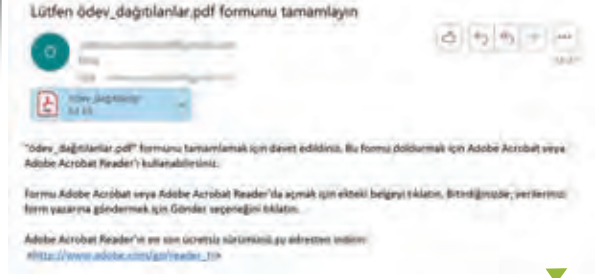 Lütfen ödev_dağıtılanlar.pdf formunu tamamlayın
Ö
ödev_dağıtılanlar
"ödev_dağıtılanlar.pdf" formunu tamamlamak için davet edildiniz. Bu formu doldurmak için Adobe Acrobat veya
Adobe Acrobat Reader'ı kullanabilirsiniz.
Formu Adobe Acrobat veya Adobe Acrobat Reader'da açmak için ekteki belgeyi tıklatın. Bitirdiğinizde, verilerinizi
form yazarına göndermek için Gönder seçeneğini tıklatın.
Adobe Acrobat Reader'ın en son ücretsiz sürümünü şu adresten indirin:
<http://www.adobe.com/go/reader_tr>